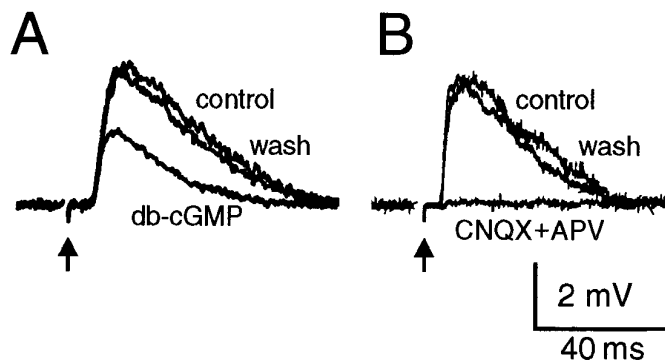 A
control
wash
db-cGMP
B
control
wash
CNQX+APV
2 mV
40 ms